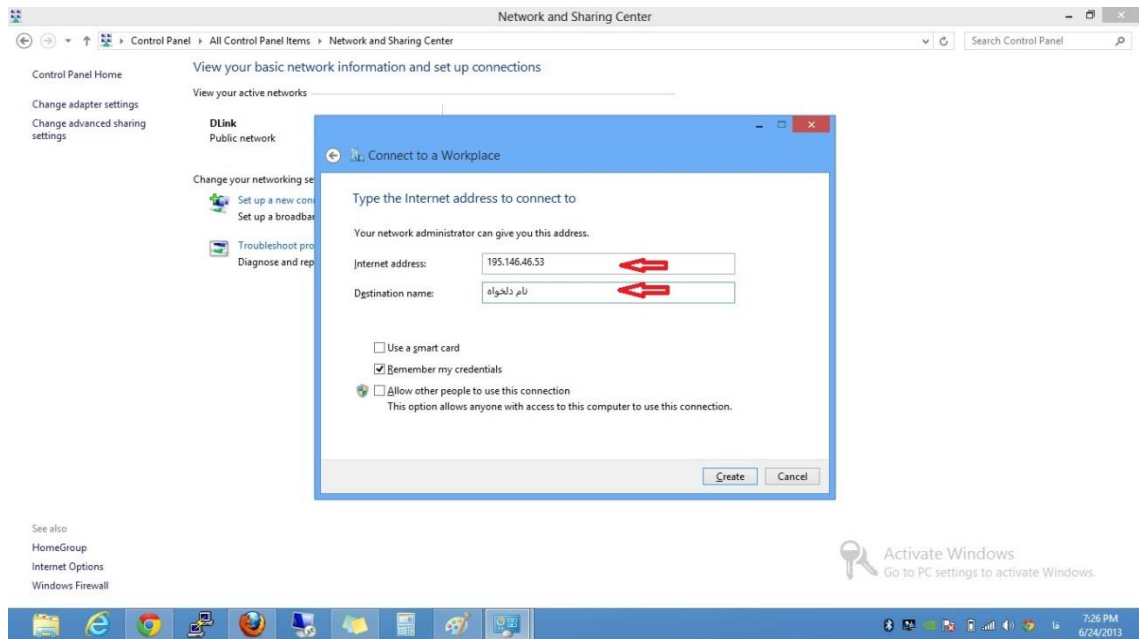 Network and Sharing Center
Control Panel ▸ All Control Panel Items ▸ Network and Sharing Center
Search Control Panel
Control Panel Home
Change adapter settings
Change advanced sharing
settings
View your basic network information and set up connections
View your active networks
DLink
Public network
Change your networking se
Set up a new con
Set up a broadba
Troubleshoot pro
Diagnose and rep
Connect to a Workplace
Type the Internet address to connect to
Your network administrator can give you this address.
Internet address: 195.146.46.53
Destination name: نام دلخواه
Use a smart card
Remember my credentials
Allow other people to use this connection
This option allows anyone with access to this computer to use this connection.
Create Cancel
See also
HomeGroup
Internet Options
Windows Firewall
Activate Windows
Go to PC settings to activate Windows.
فا
7:26 PM
6/24/2013